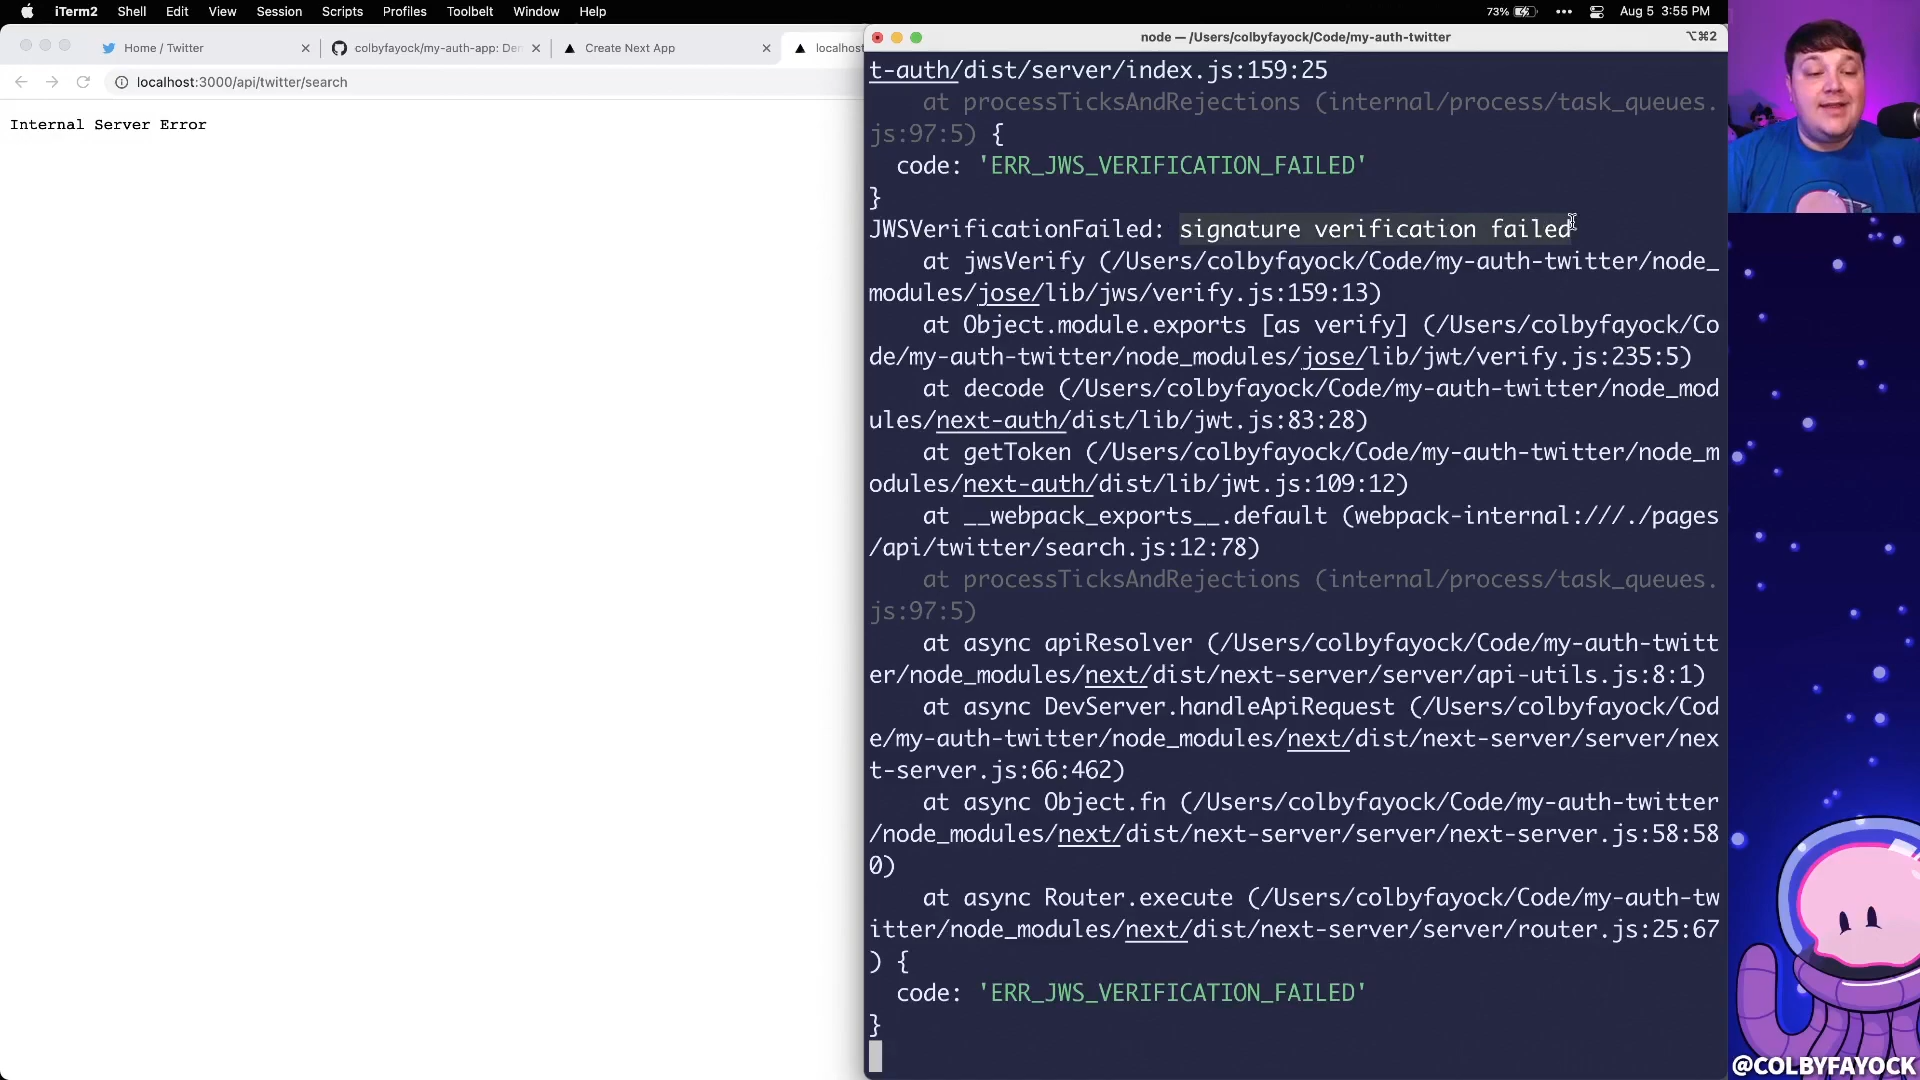 iTerm2 Shell Edit View Session Scripts Profiles Toolbelt Window Help 73% Aug 5 3:55 PM
Home / Twitter colbyfayock/my-auth-app: Den Create Next App localhos
node — /Users/colbyfayock/Code/my-auth-twitter ⌥⌘2
localhost:3000/api/twitter/search
Internal Server Error
t-auth/dist/server/index.js:159:25
at processTicksAndRejections (internal/process/task_queues.
js:97:5) {
code: 'ERR_JWS_VERIFICATION_FAILED'
}
JWSVerificationFailed: signature verification failed
at jwsVerify (/Users/colbyfayock/Code/my-auth-twitter/node_
modules/jose/lib/jws/verify.js:159:13)
at Object.module.exports [as verify] (/Users/colbyfayock/Co
de/my-auth-twitter/node_modules/jose/lib/jwt/verify.js:235:5)
at decode (/Users/colbyfayock/Code/my-auth-twitter/node_mod
ules/next-auth/dist/lib/jwt.js:83:28)
at getToken (/Users/colbyfayock/Code/my-auth-twitter/node_m
odules/next-auth/dist/lib/jwt.js:109:12)
at __webpack_exports__.default (webpack-internal:///./pages
/api/twitter/search.js:12:78)
at processTicksAndRejections (internal/process/task_queues.
js:97:5)
at async apiResolver (/Users/colbyfayock/Code/my-auth-twitt
er/node_modules/next/dist/next-server/server/api-utils.js:8:1)
at async DevServer.handleApiRequest (/Users/colbyfayock/Cod
e/my-auth-twitter/node_modules/next/dist/next-server/server/nex
t-server.js:66:462)
at async Object.fn (/Users/colbyfayock/Code/my-auth-twitter
/node_modules/next/dist/next-server/server/next-server.js:58:58
0)
at async Router.execute (/Users/colbyfayock/Code/my-auth-tw
itter/node_modules/next/dist/next-server/server/router.js:25:67
) {
code: 'ERR_JWS_VERIFICATION_FAILED'
}
@COLBYFAYOCK